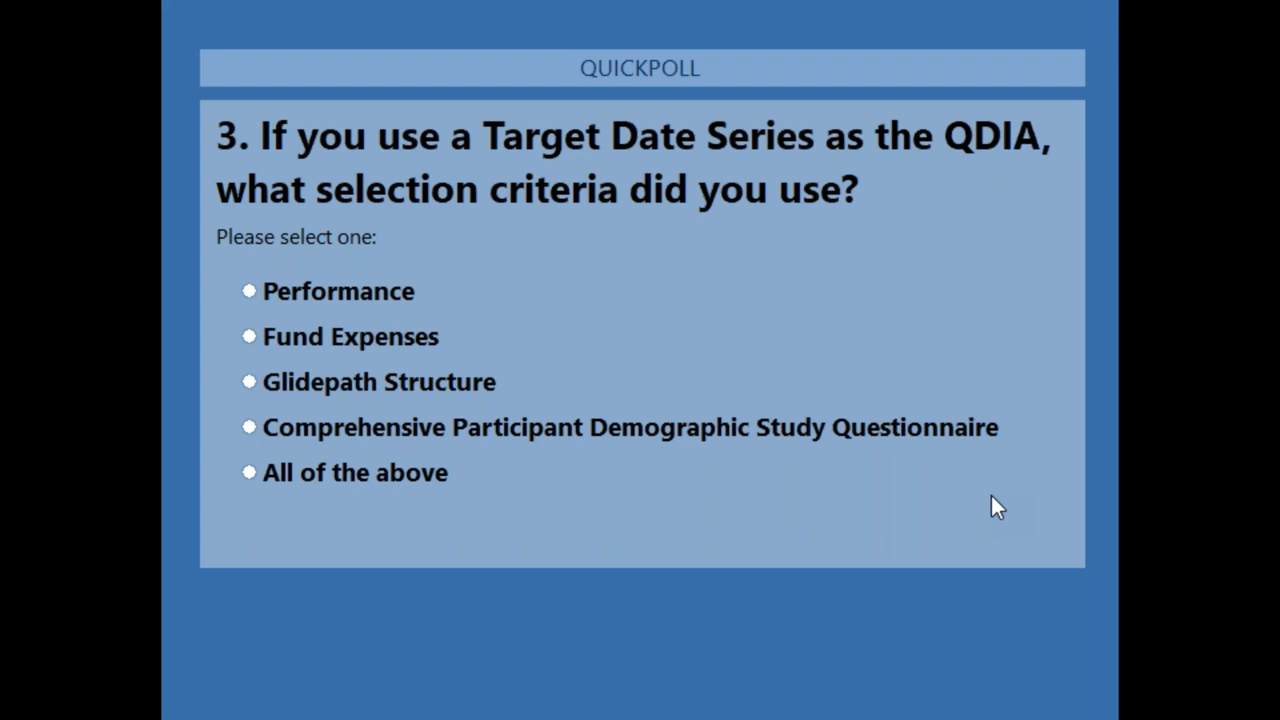 QUICKPOLL
3. If you use a Target Date Series as the QDIA,
what selection criteria did you use?
Please select one:
Performance
Fund Expenses
Glidepath Structure
Comprehensive Participant Demographic Study Questionnaire
All of the above